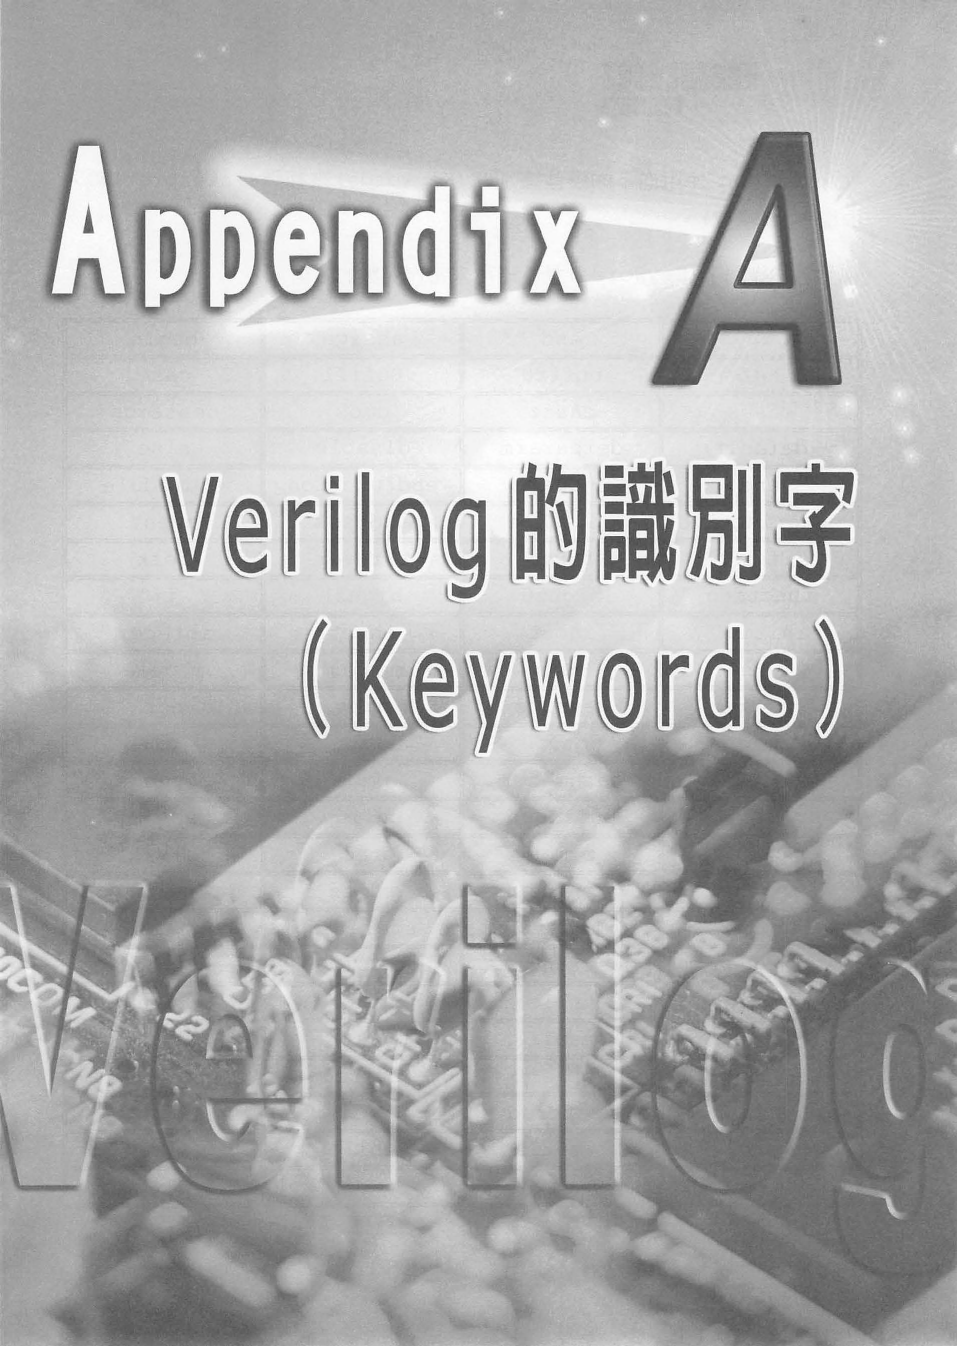 Appendix A
Verilog的識別字
(Keywords)
Verilog